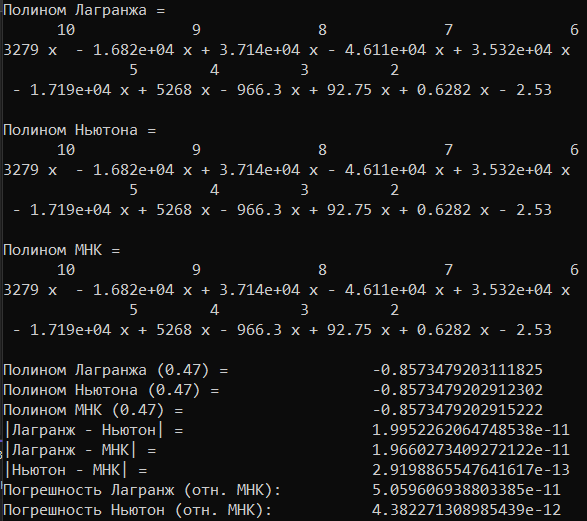 Полином Лагранжа =
10 9 8 7 6
3279 x - 1.682e+04 x + 3.714e+04 x - 4.611e+04 x + 3.532e+04 x
5 4 3 2
- 1.719e+04 x + 5268 x - 966.3 x + 92.75 x + 0.6282 x - 2.53
Полином Ньютона =
10 9 8 7 6
3279 x - 1.682e+04 x + 3.714e+04 x - 4.611e+04 x + 3.532e+04 x
5 4 3 2
- 1.719e+04 x + 5268 x - 966.3 x + 92.75 x + 0.6282 x - 2.53
Полином МНК =
10 9 8 7 6
3279 x - 1.682e+04 x + 3.714e+04 x - 4.611e+04 x + 3.532e+04 x
5 4 3 2
- 1.719e+04 x + 5268 x - 966.3 x + 92.75 x + 0.6282 x - 2.53
Полином Лагранжа (0.47) = -0.8573479203111825
Полином Ньютона (0.47) = -0.8573479202912302
Полином МНК (0.47) = -0.8573479202915222
|Лагранж - Ньютон| = 1.9952262064748538e-11
|Лагранж - МНК| = 1.9660273409272122e-11
|Ньютон - МНК| = 2.9198865547641617e-13
Погрешность Лагранж (отн. МНК): 5.059606938803385e-11
Погрешность Ньютон (отн. МНК): 4.382271308985439e-12